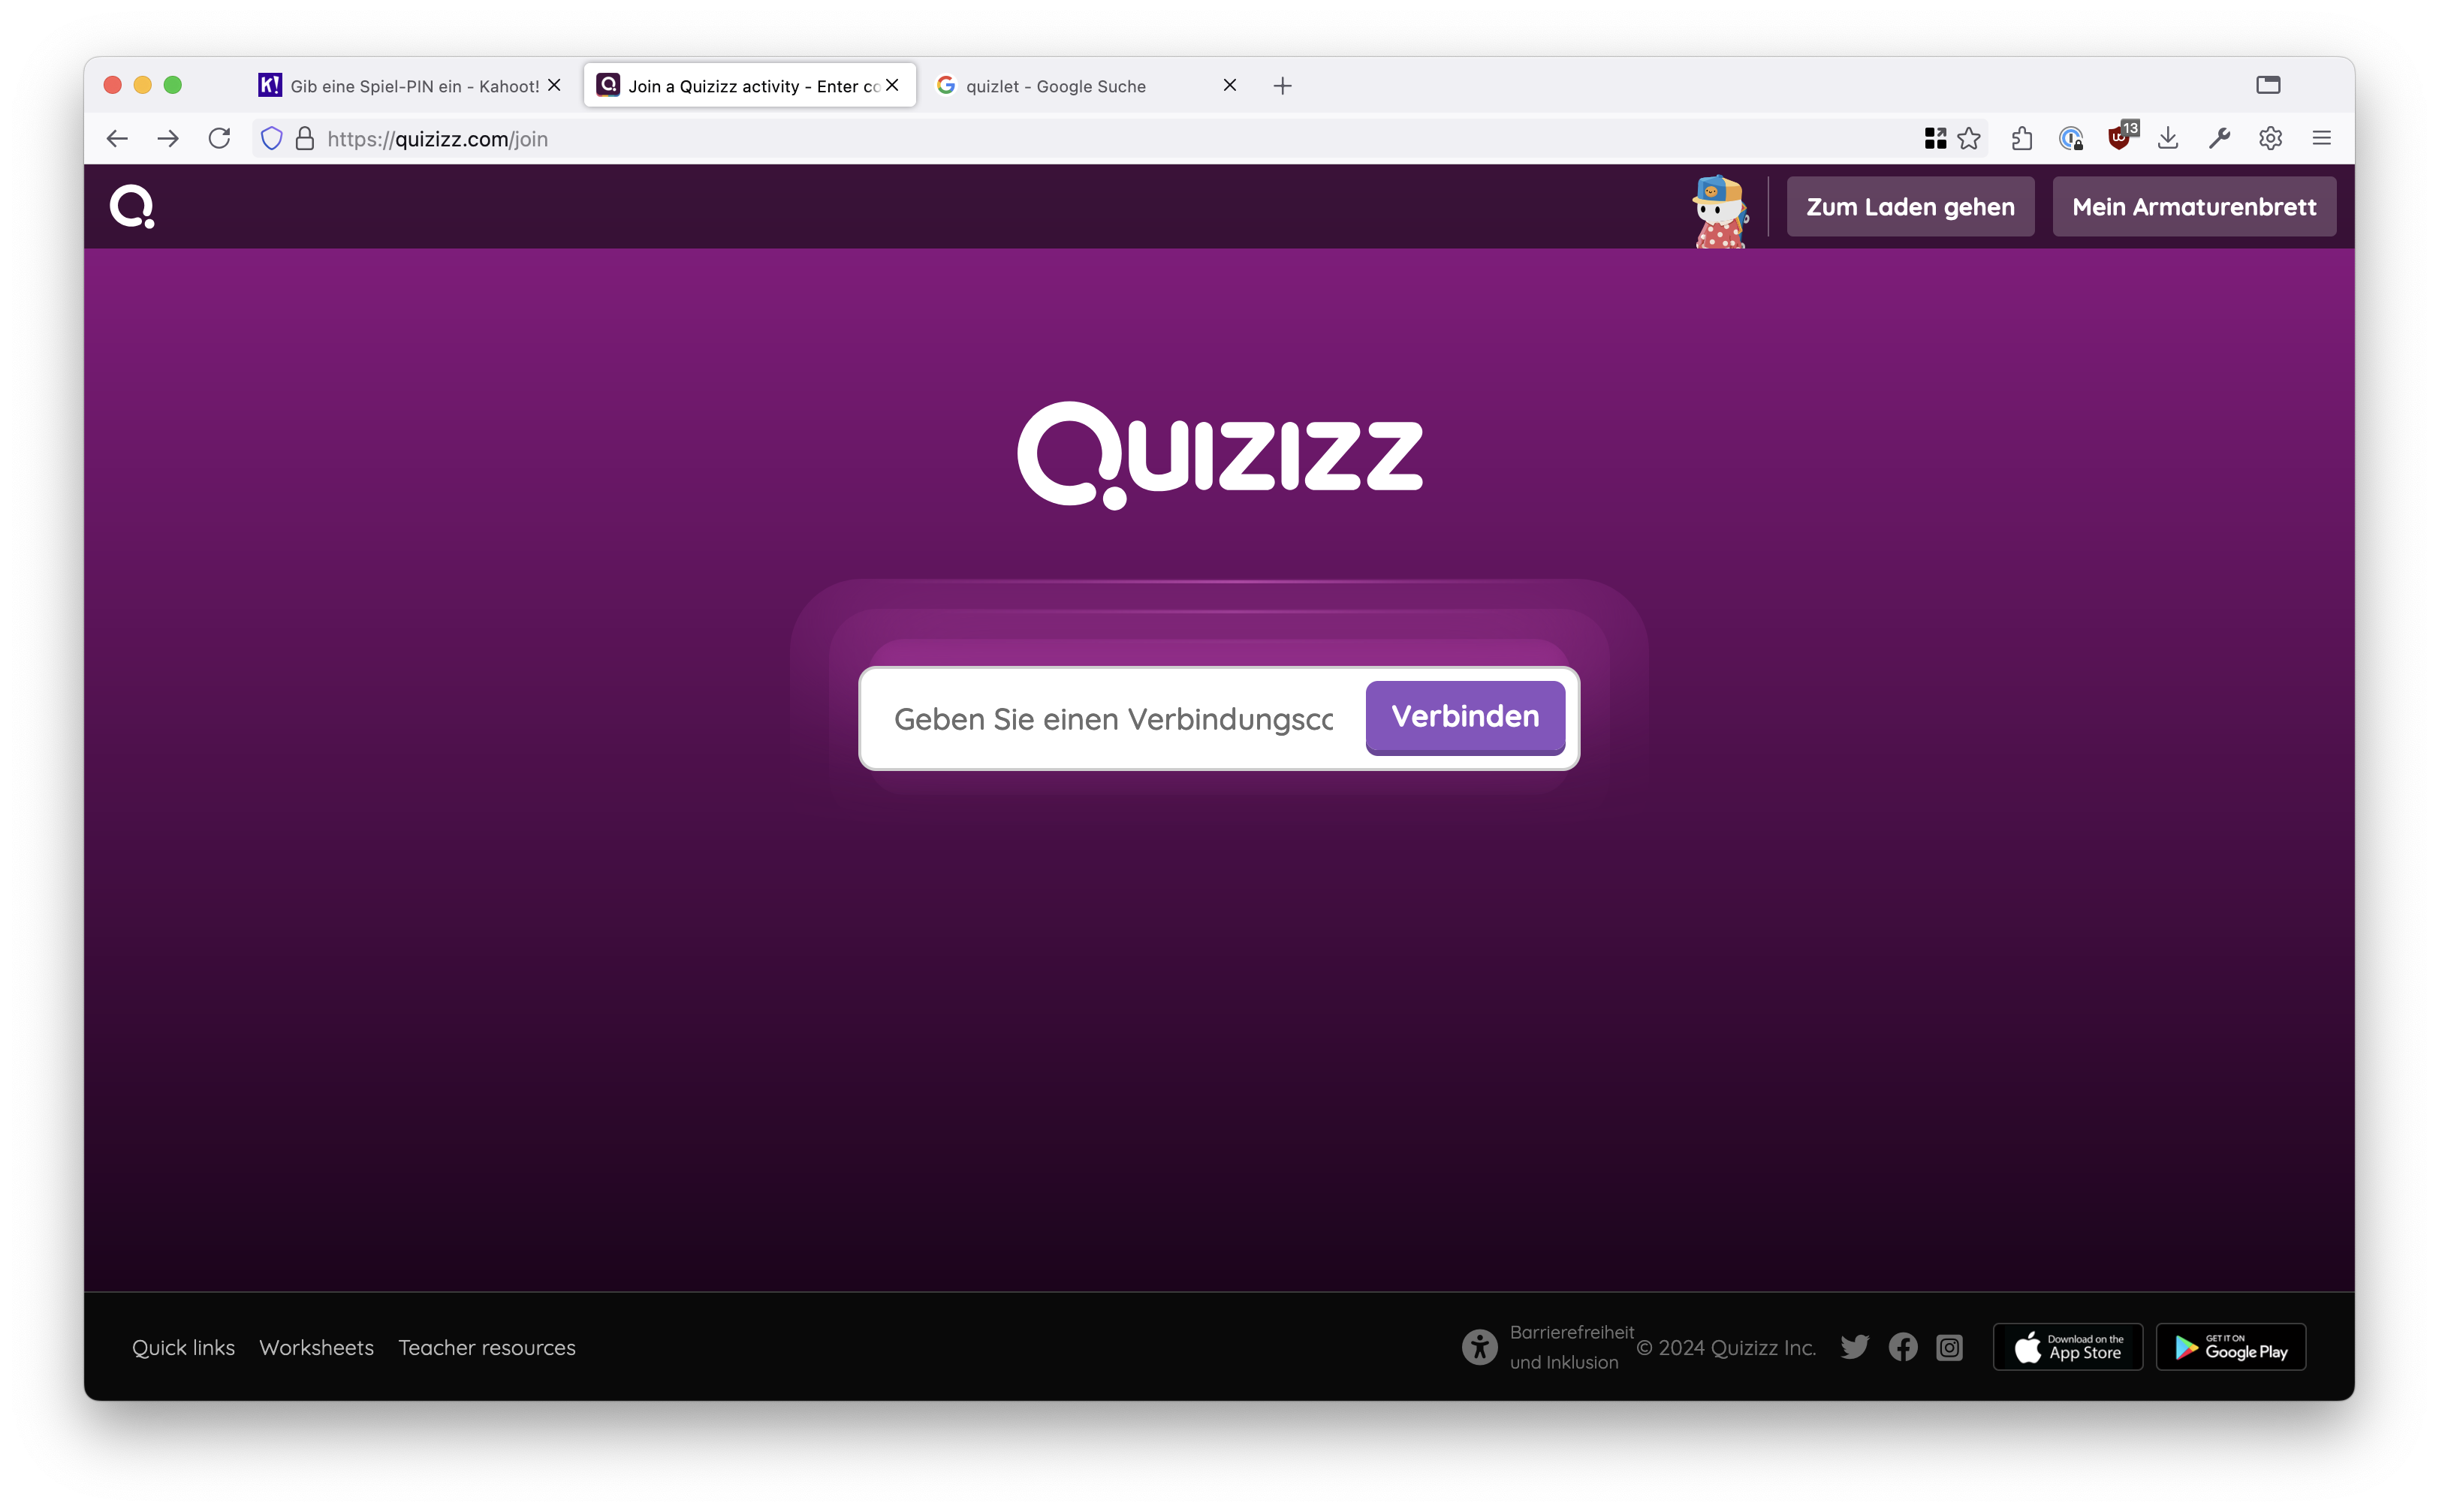 Gib eine Spiel-PIN ein - Kahoot!
Join a Quizizz activity - Enter co
quizlet - Google Suche
https://quizizz.com/join
13
Zum Laden gehen
Mein Armaturenbrett
Quizizz
Geben Sie einen Verbindungscc
Verbinden
Quick links
Worksheets
Teacher resources
Barrierefreiheit
und Inklusion
© 2024 Quizizz Inc.
Download on the
App Store
GET IT ON
Google Play